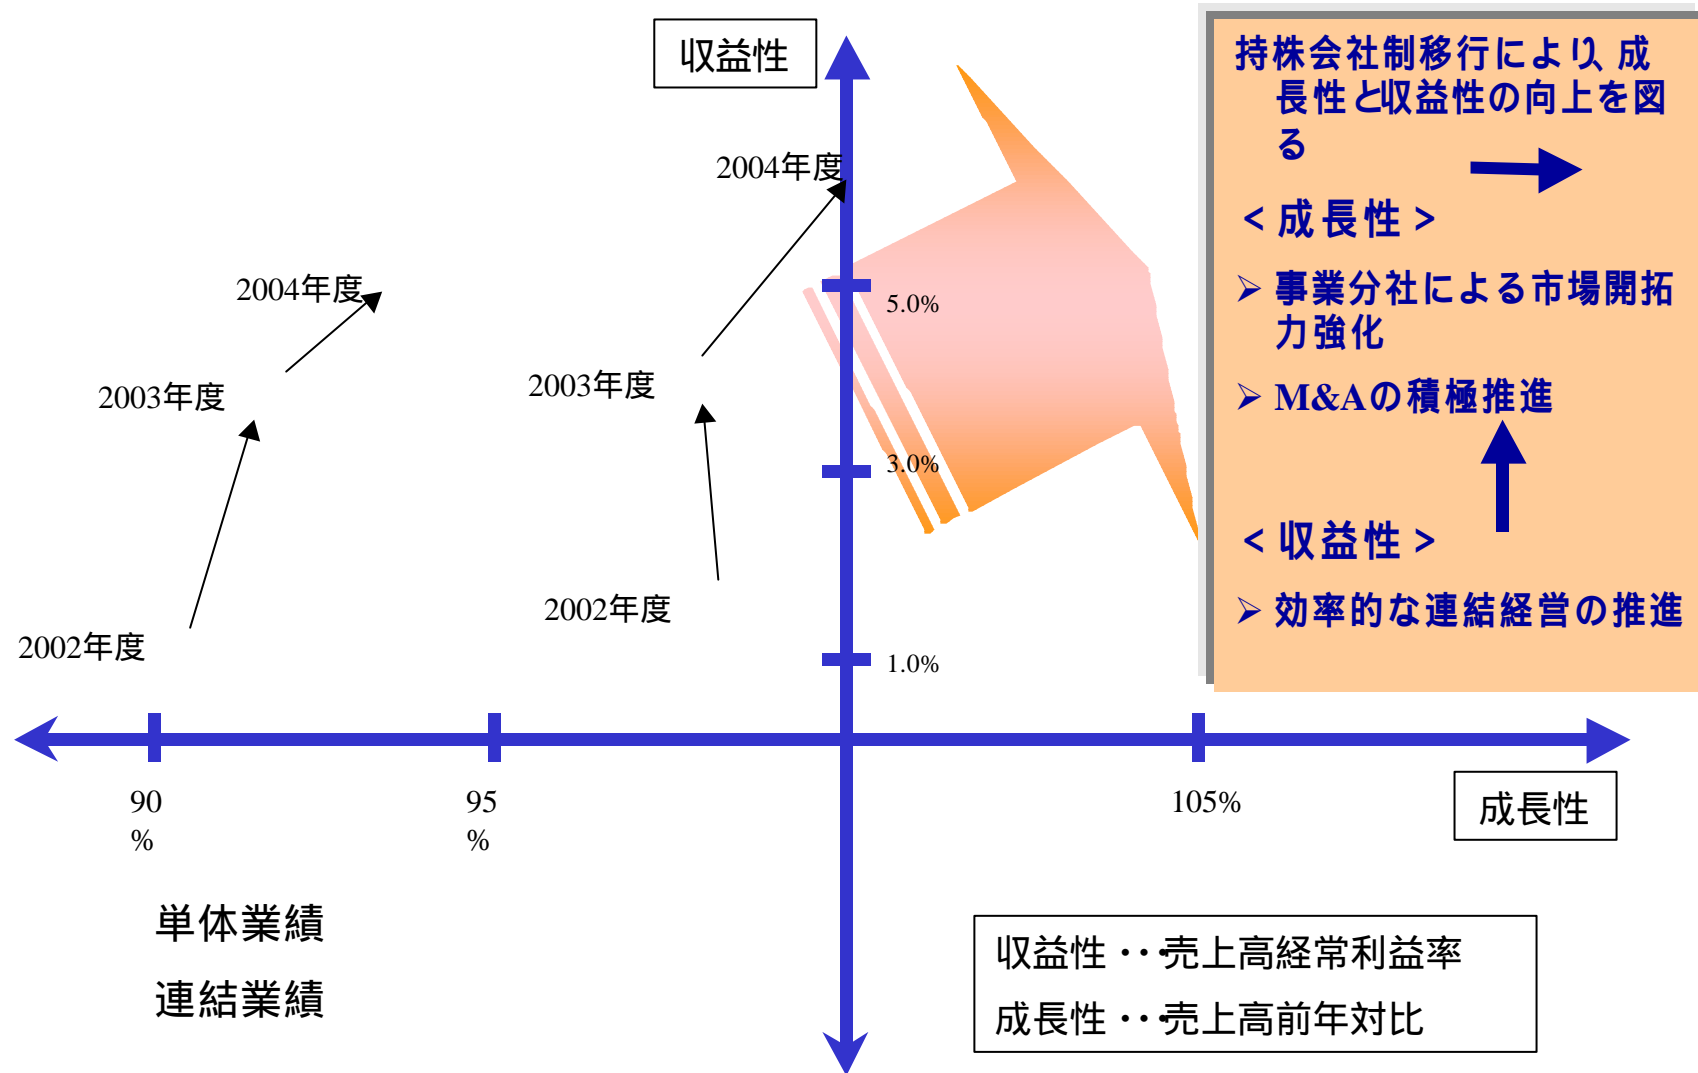 収益性
持株会社制移行により、成
長性と収益性の向上を図
る
2004年度
＜成長性＞
2004年度
➢ 事業分社による市場開拓
力強化
5.0%
2003年度
2003年度
➢ M&Aの積極推進
3.0%
＜収益性＞
2002年度
➢ 効率的な連結経営の推進
2002年度
1.0%
90
%
95
%
105%
成長性
単体業績
連結業績
収益性・・・売上高経常利益率
成長性・・・売上高前年対比